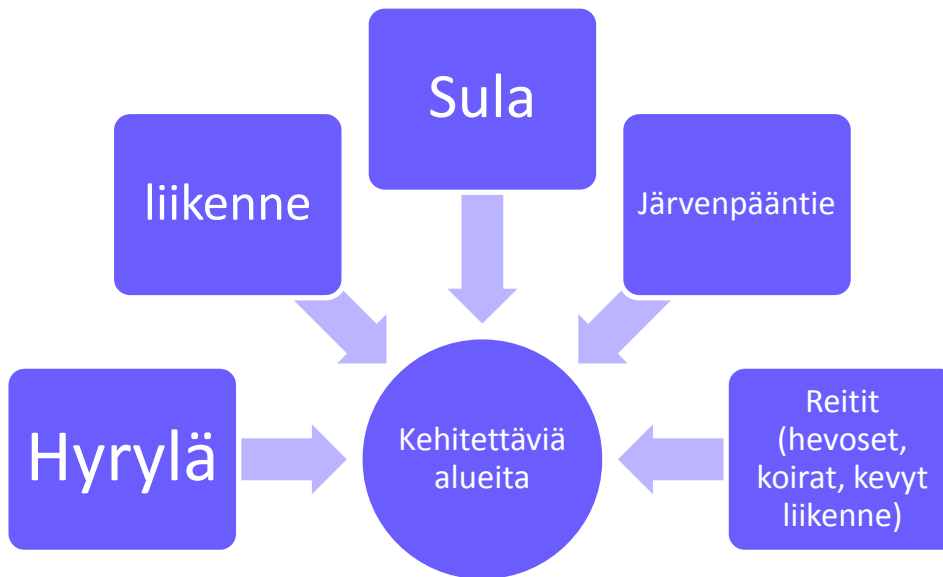 Sula
liikenne
Järvenpääntie
Hyrylä
Kehitettäviä
alueita
Reitit
(hevoset,
koirat, kevyt
liikenne)